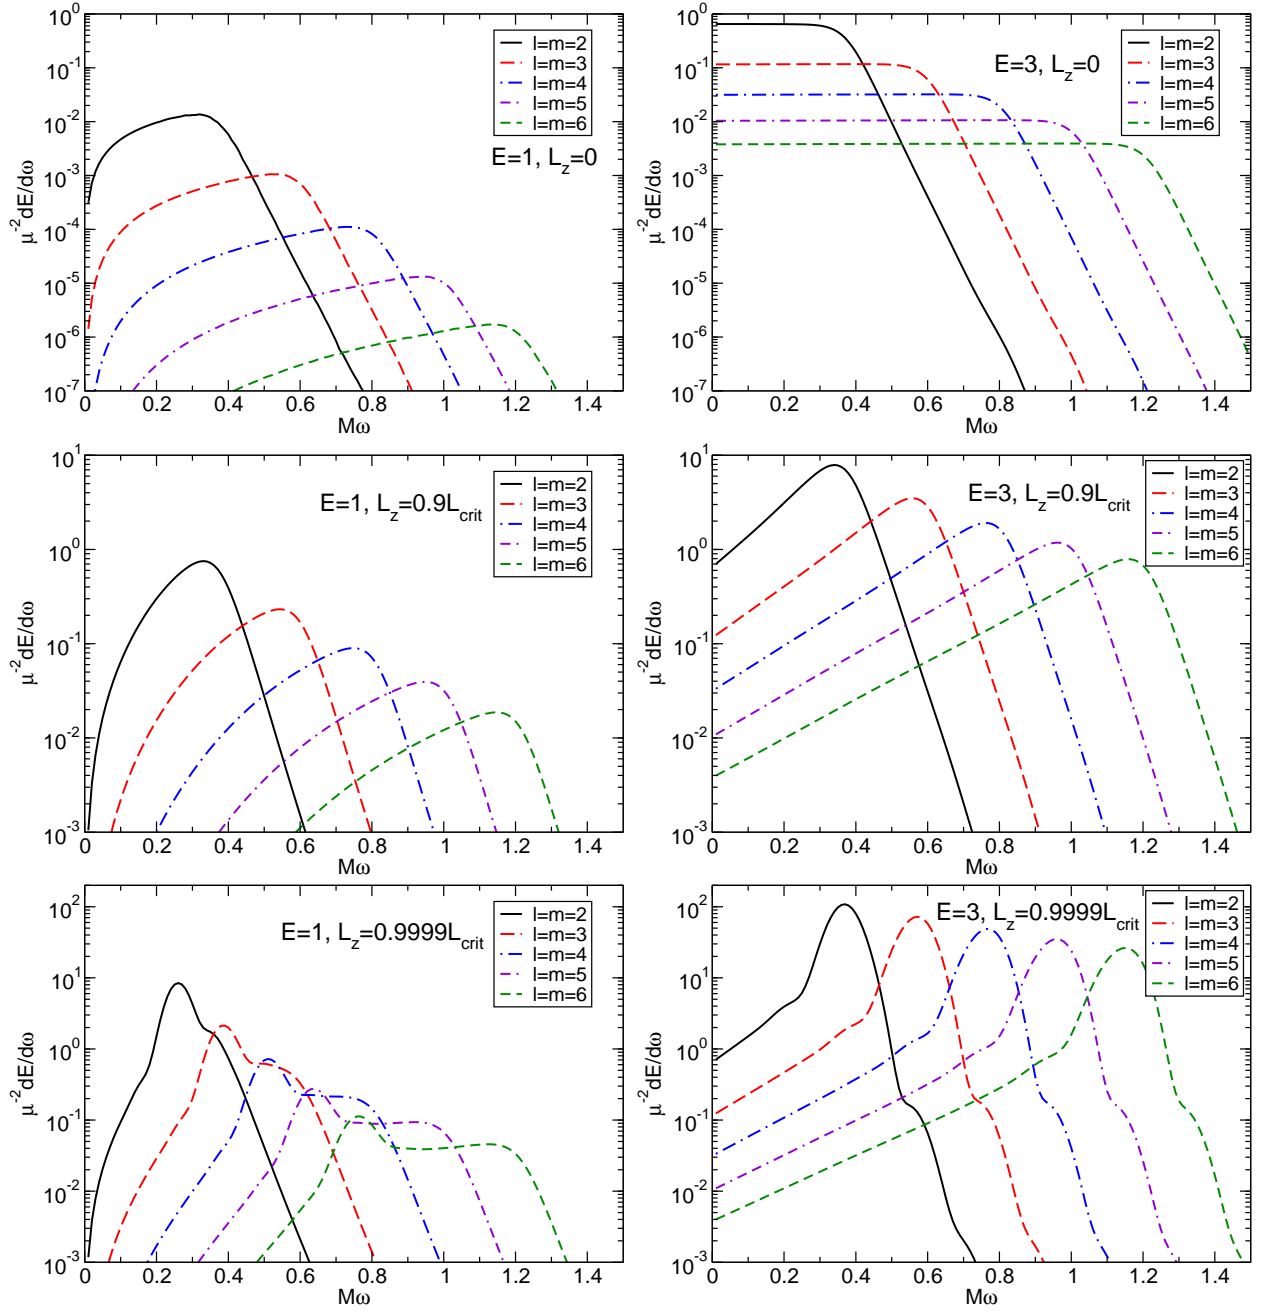 10^0
10^-1
10^-2
10^-3
10^-4
10^-5
10^-6
10^-7
μ^-2dE/dω
0 0.2 0.4 0.6 0.8 1 1.2 1.4
Mω
l=m=2
l=m=3
l=m=4
l=m=5
l=m=6
E=1, L_z=0
10^0
10^-1
10^-2
10^-3
10^-4
10^-5
10^-6
10^-7
μ^-2dE/dω
0 0.2 0.4 0.6 0.8 1 1.2 1.4
Mω
l=m=2
l=m=3
l=m=4
l=m=5
l=m=6
E=3, L_z=0
10^1
10^0
10^-1
10^-2
10^-3
μ^-2dE/dω
0 0.2 0.4 0.6 0.8 1 1.2 1.4
Mω
l=m=2
l=m=3
l=m=4
l=m=5
l=m=6
E=1, L_z=0.9L_crit
10^1
10^0
10^-1
10^-2
10^-3
μ^-2dE/dω
0 0.2 0.4 0.6 0.8 1 1.2 1.4
Mω
l=m=2
l=m=3
l=m=4
l=m=5
l=m=6
E=3, L_z=0.9L_crit
10^2
10^1
10^0
10^-1
10^-2
10^-3
μ^-2dE/dω
0 0.2 0.4 0.6 0.8 1 1.2 1.4
Mω
l=m=2
l=m=3
l=m=4
l=m=5
l=m=6
E=1, L_z=0.9999L_crit
10^2
10^1
10^0
10^-1
10^-2
10^-3
μ^-2dE/dω
0 0.2 0.4 0.6 0.8 1 1.2 1.4
Mω
l=m=2
l=m=3
l=m=4
l=m=5
l=m=6
E=3, L_z=0.9999L_crit